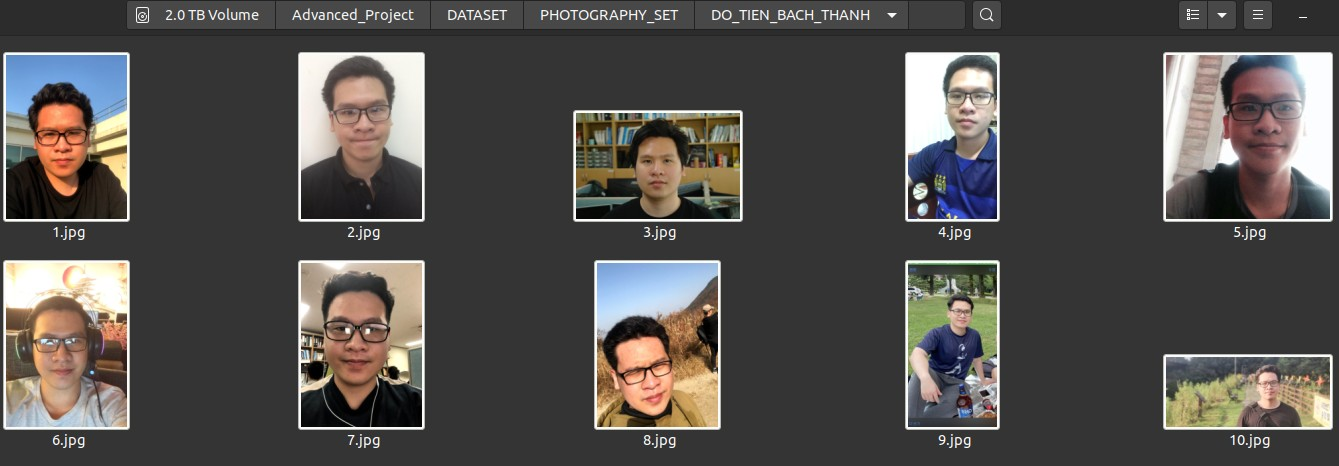 2.0 TB Volume Advanced_Project DATASET PHOTOGRAPHY_SET DO_TIEN_BACH_THANH
1.jpg 2.jpg 3.jpg 4.jpg 5.jpg
6.jpg 7.jpg 8.jpg 9.jpg 10.jpg